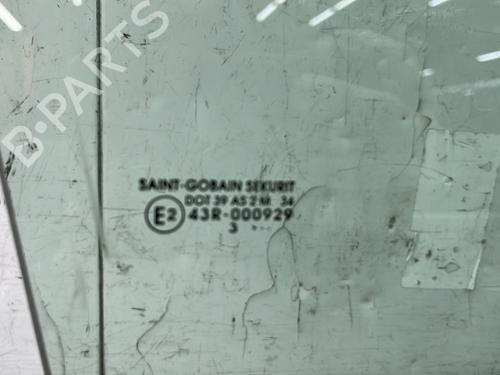 B-PARTS
SAINT-GOBAIN SEKURIT
DOT 39 AS 2 M 34
E2 43R-000929
3